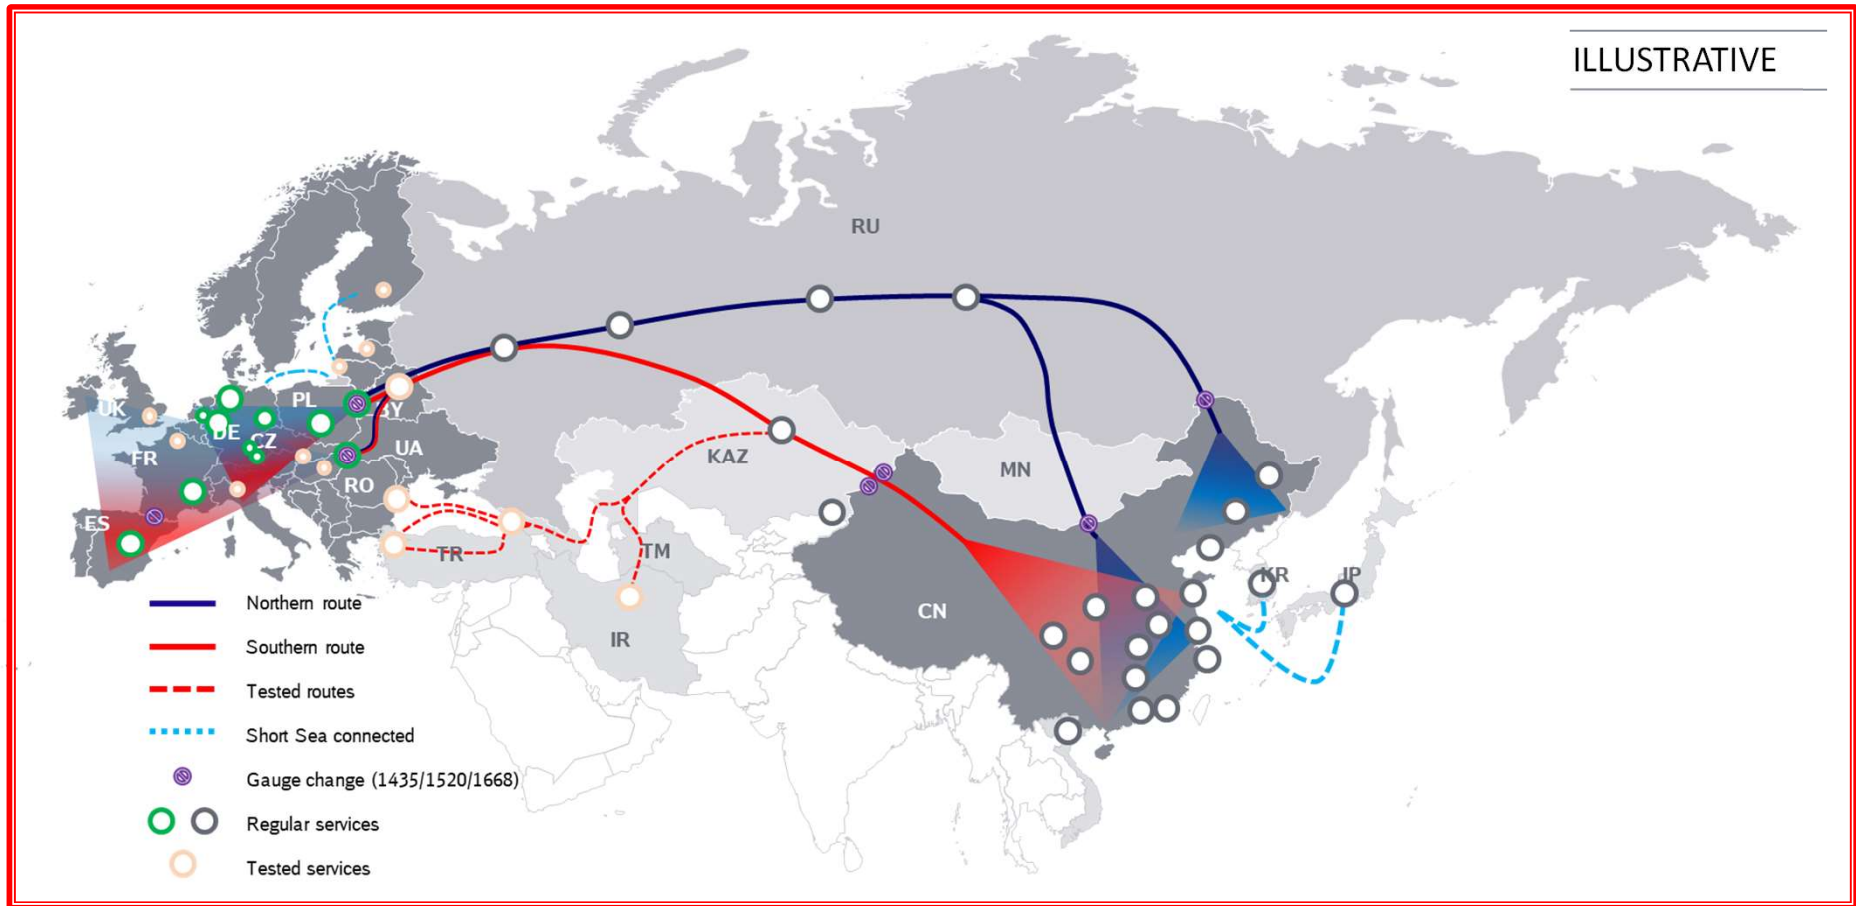 ILLUSTRATIVE
RU
UK
PL
BY
DE
CZ
FR
UA
RO
KAZ
MN
ES
TR
TM
KR
JP
IR
CN
Northern route
Southern route
Tested routes
Short Sea connected
Gauge change (1435/1520/1668)
Regular services
Tested services